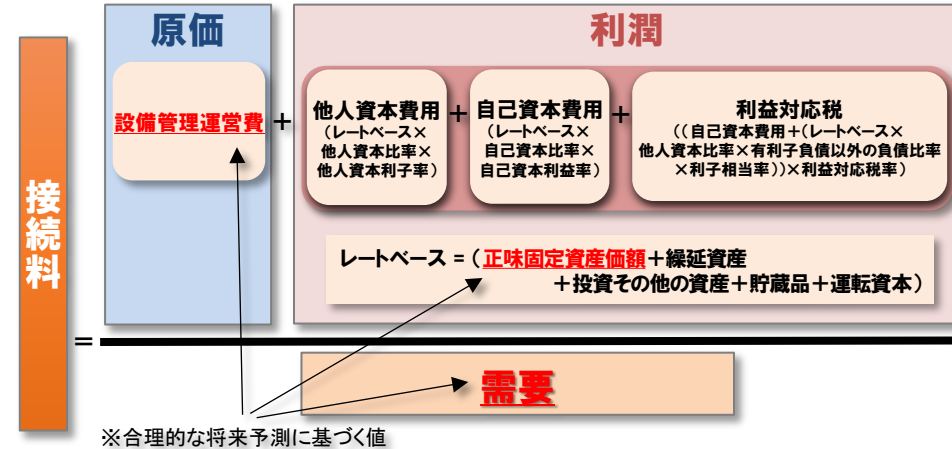 接続料
=
原価
設備管理運営費
+
利潤
他人資本費用
(レートベース×
他人資本比率×
他人資本利子率)
+
自己資本費用
(レートベース×
自己資本比率×
自己資本利益率)
+
利益対応税
((自己資本費用+(レートベース×
他人資本比率×有利子負債以外の負債比率
×利子相当率))×利益対応税率)
レートベース =(正味固定資産価額+繰延資産
+投資その他の資産+貯蔵品+運転資本)
需要
※合理的な将来予測に基づく値